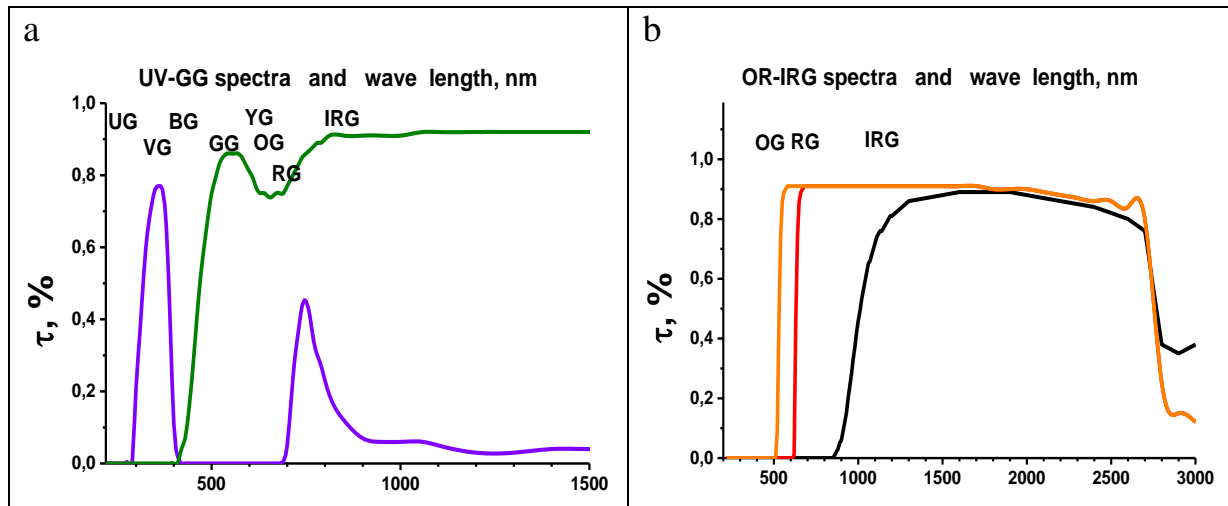 a
UV-GG spectra and wave length, nm
1,0
0,8
0,6
0,4
0,2
0,0
τ, %
UG
VG
BG
GG
YG
OG
RG
IRG
500
1000
1500
b
OR-IRG spectra and wave length, nm
1.0
0,8
0,6
0,4
0,2
0,0
τ, %
OG RG IRG
500 1000 1500 2000 2500 3000